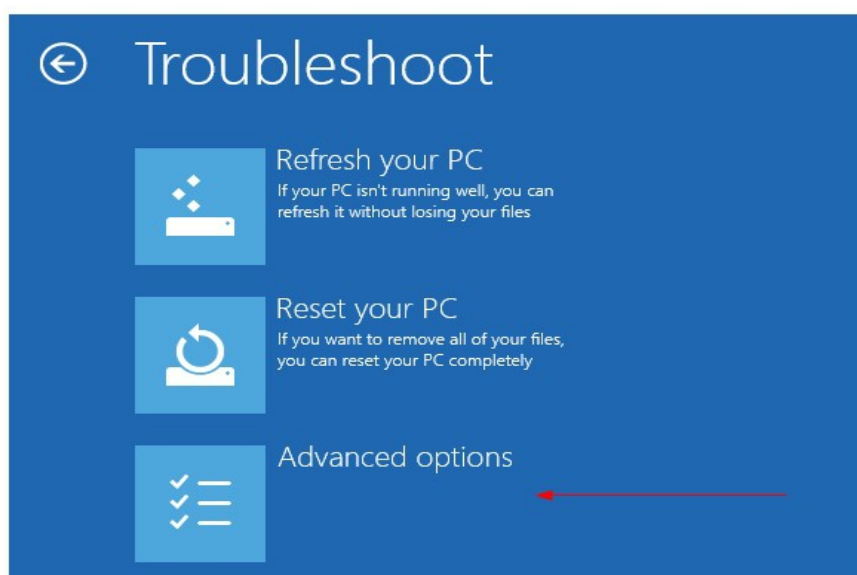 Troubleshoot
Refresh your PC
If your PC isn't running well, you can
refresh it without losing your files
Reset your PC
If you want to remove all of your files,
you can reset your PC completely
Advanced options